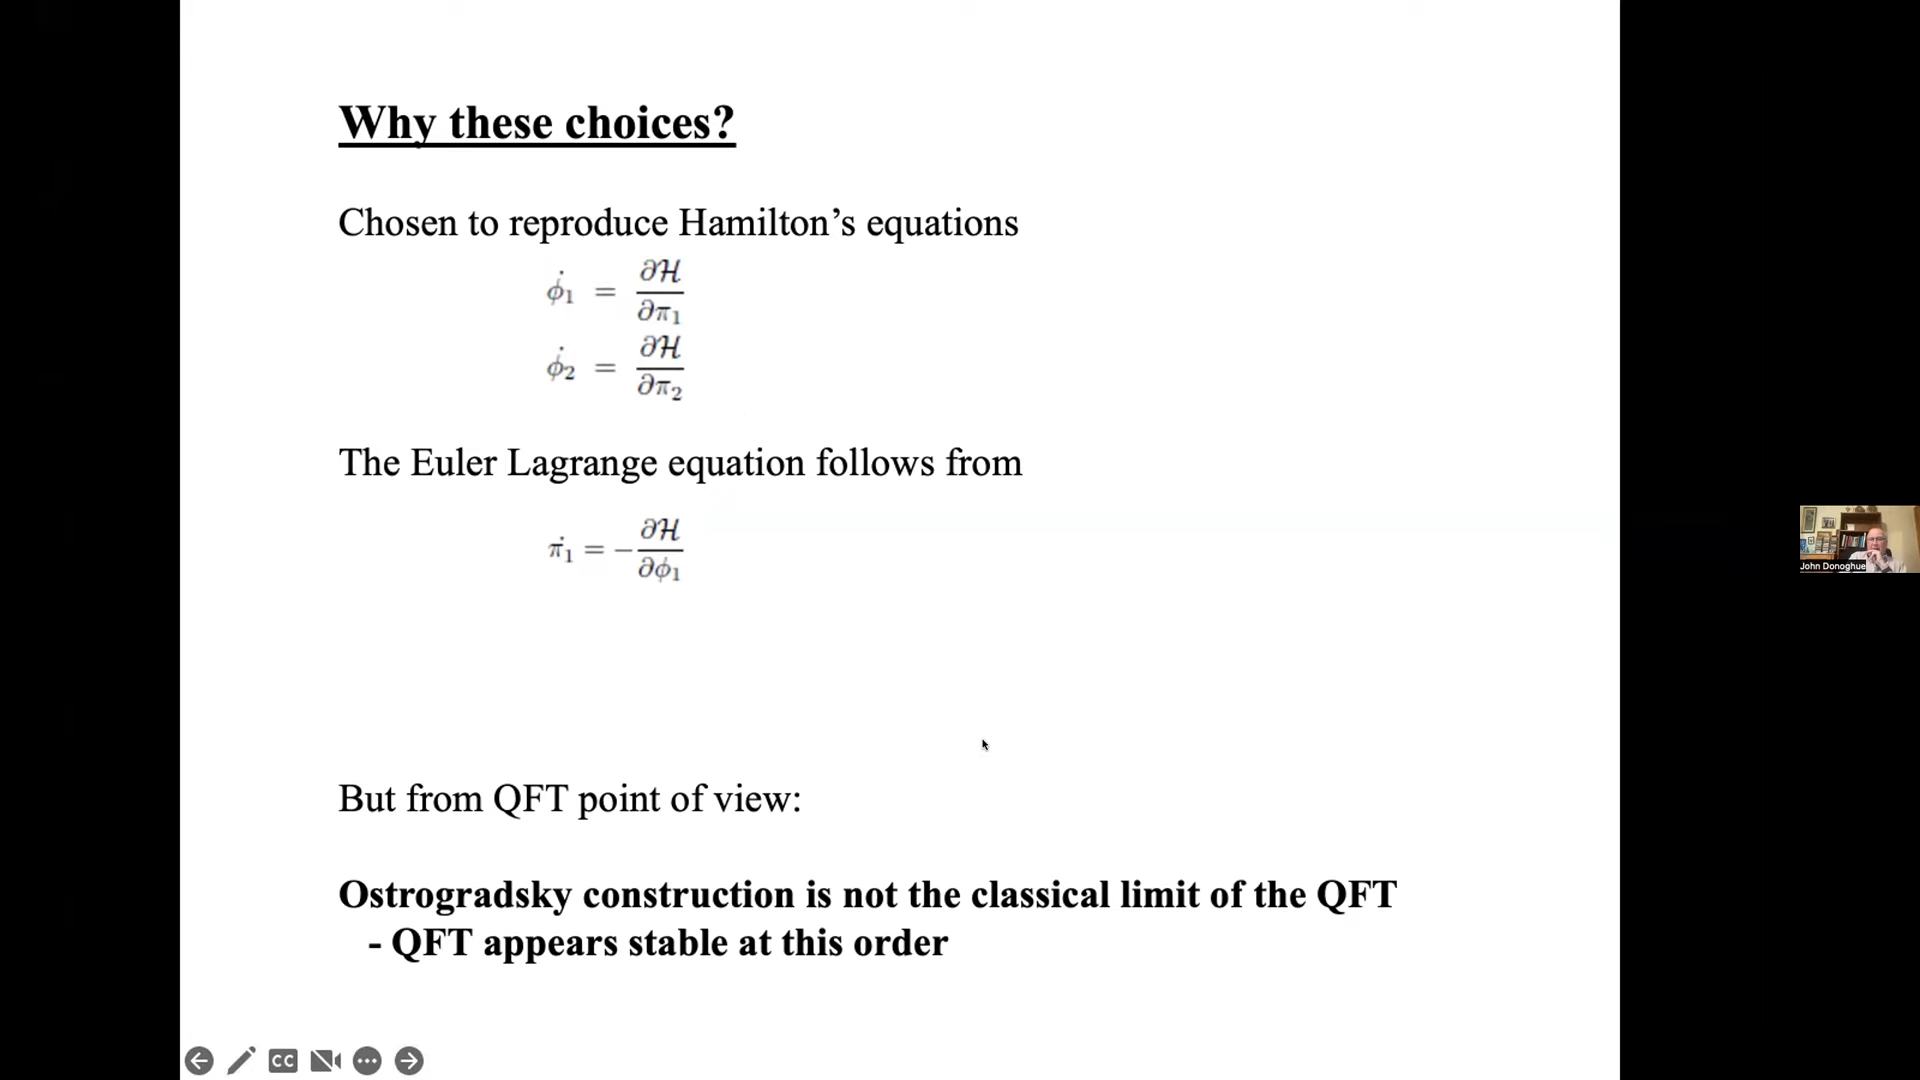 Why these choices?
Chosen to reproduce Hamilton’s equations
ϕ̇₁ = ∂ℋ/∂π₁
ϕ̇₂ = ∂ℋ/∂π₂
The Euler Lagrange equation follows from
π̇₁ = −∂ℋ/∂ϕ₁
John Donoghue
But from QFT point of view:
Ostrogradsky construction is not the classical limit of the QFT
- QFT appears stable at this order
CC